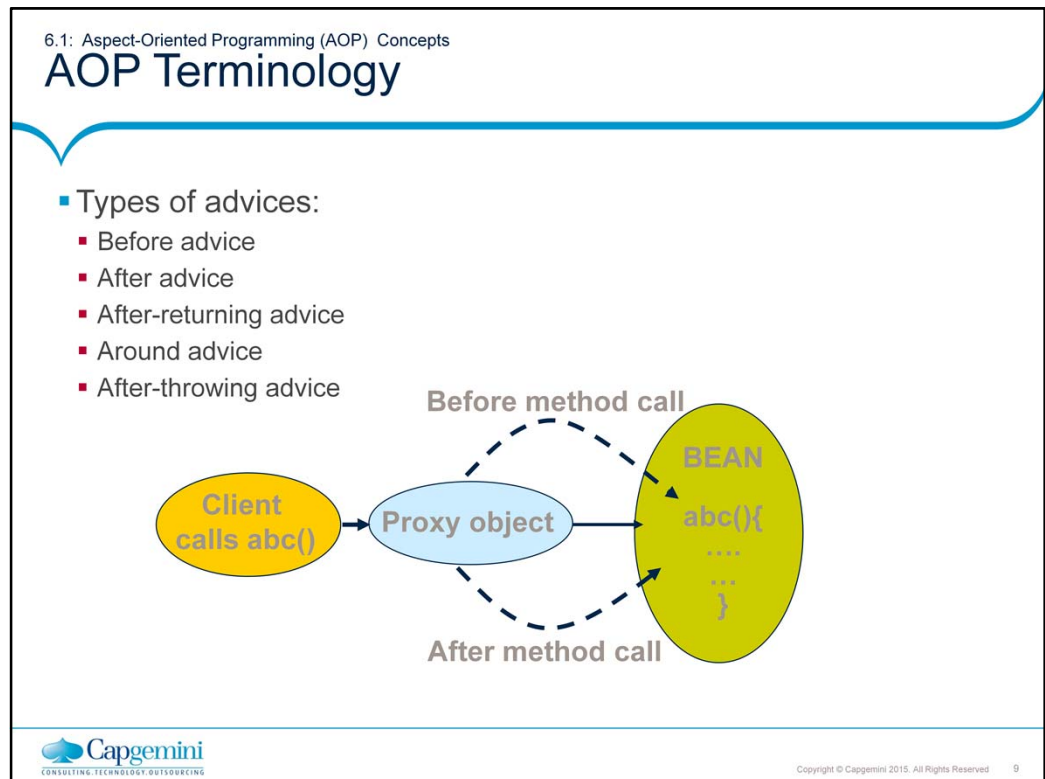 6.1: Aspect-Oriented Programming (AOP) Concepts
AOP Terminology
Types of advices:
Before advice
After advice
After-returning advice
Around advice
After-throwing advice
Before method call
BEAN
Client
calls abc()
Proxy object
abc(){
....
...
}
After method call
Capgemini
CONSULTING.TECHNOLOGY.OUTSOURCING
Copyright © Capgemini 2015. All Rights Reserved 9